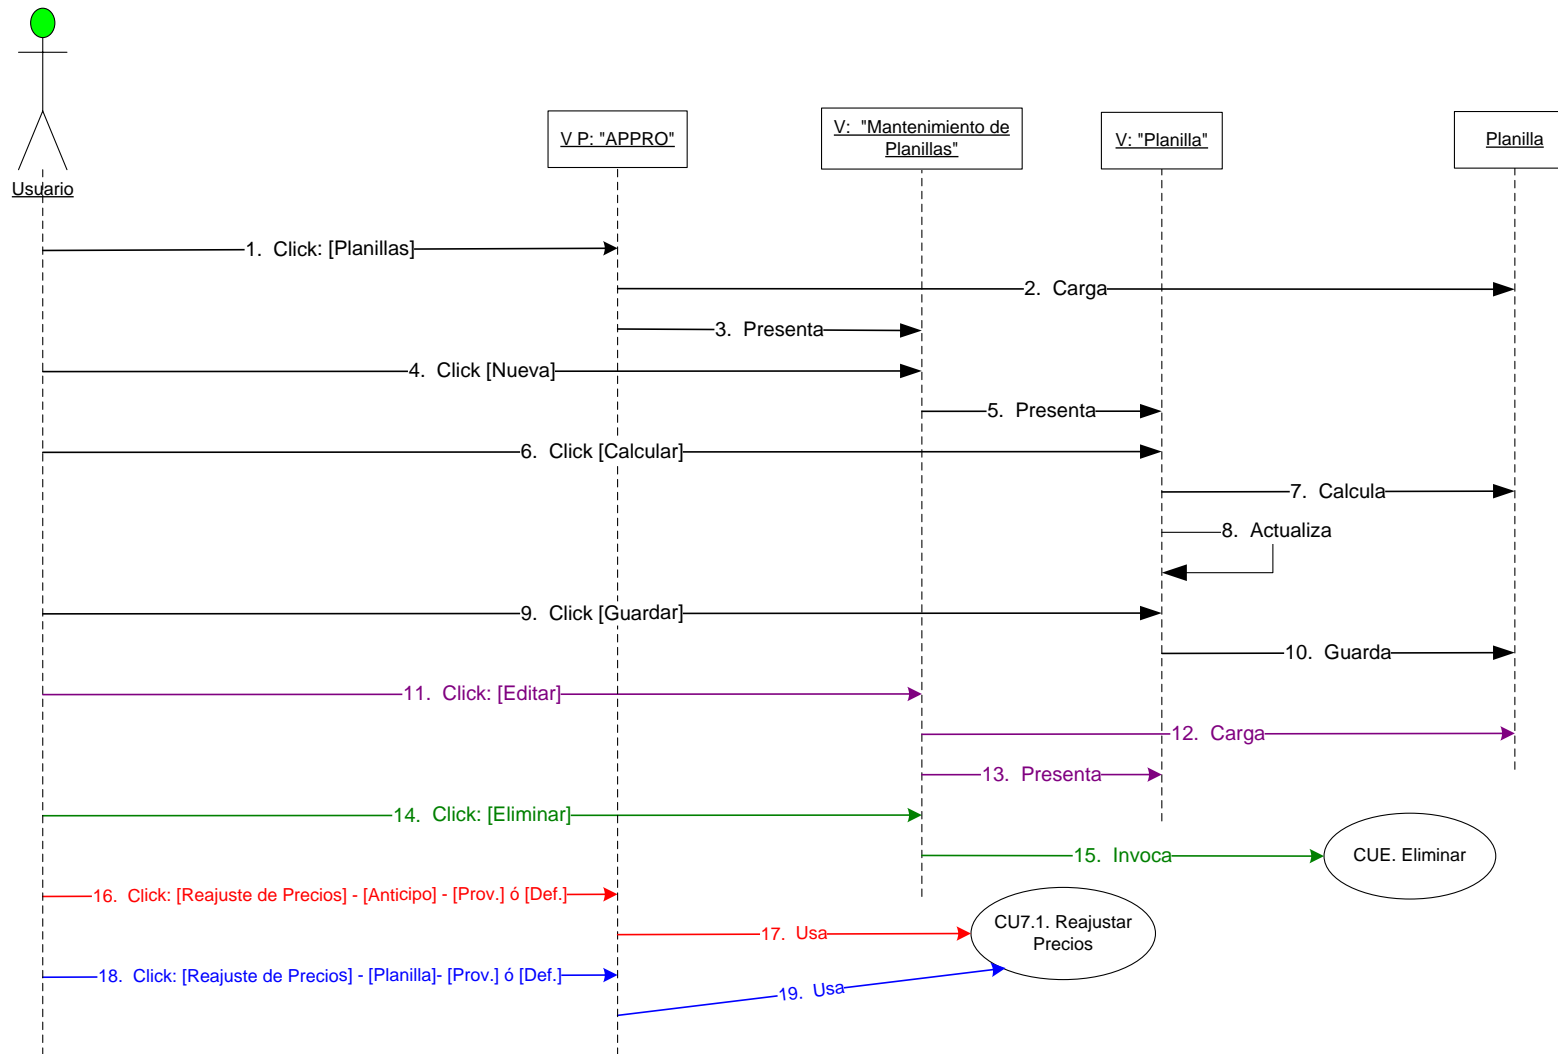 Usuario
V P: "APPRO"
V:  "Mantenimiento de
Planillas"
V: "Planilla"
Planilla
1.  Click: [Planillas]
2.  Carga
3.  Presenta
4.  Click [Nueva]
5.  Presenta
6.  Click [Calcular]
7.  Calcula
8.  Actualiza
9.  Click [Guardar]
10.  Guarda
11.  Click: [Editar]
12.  Carga
13.  Presenta
14.  Click: [Eliminar]
15.  Invoca
CUE. Eliminar
16.  Click: [Reajuste de Precios] - [Anticipo] - [Prov.] ó [Def.]
17.  Usa
CU7.1. Reajustar
Precios
18.  Click: [Reajuste de Precios] - [Planilla]- [Prov.] ó [Def.]
19.  Usa